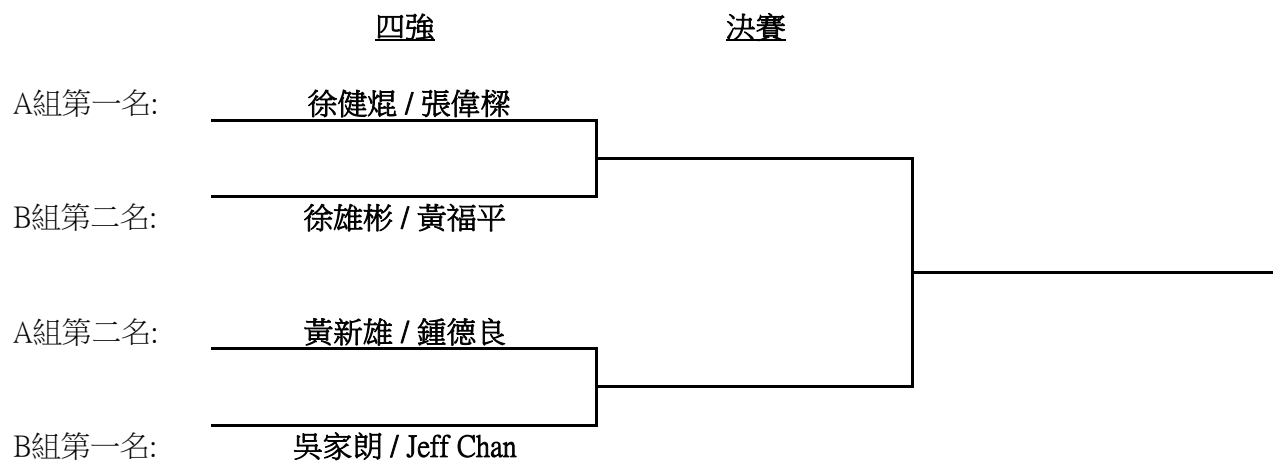 四強 決賽
A組第一名: 徐健焜 / 張偉樑
B組第二名: 徐雄彬 / 黃福平
A組第二名: 黃新雄 / 鍾德良
B組第一名: 吳家朗 / Jeff Chan